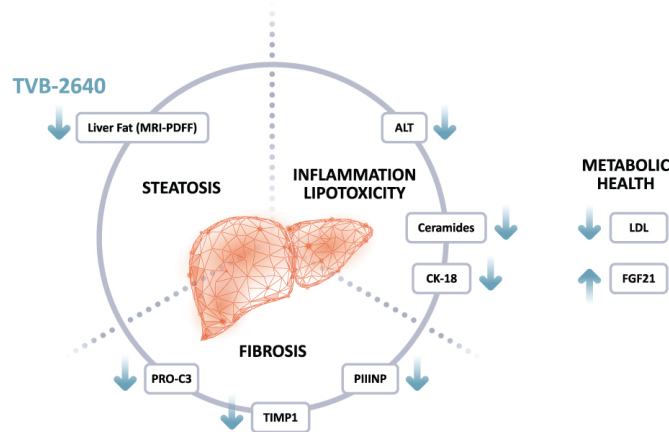 TVB-2640
Liver Fat (MRI-PDFF)
ALT
STEATOSIS
INFLAMMATION
LIPOTOXICITY
METABOLIC
HEALTH
Ceramides
LDL
CK-18
FGF21
FIBROSIS
PRO-C3
PIIINP
TIMP1